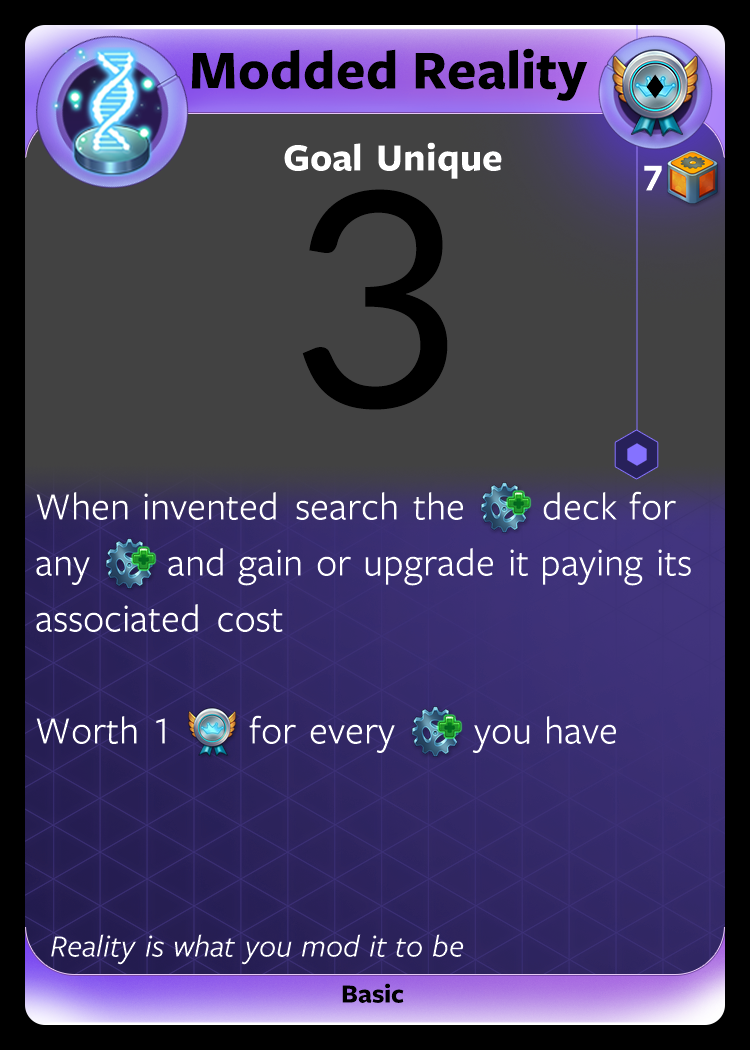 Modded Reality
Goal Unique
7
3
When invented search the deck for
any and gain or upgrade it paying its
associated cost
Worth 1 for every you have
Reality is what you mod it to be
Basic